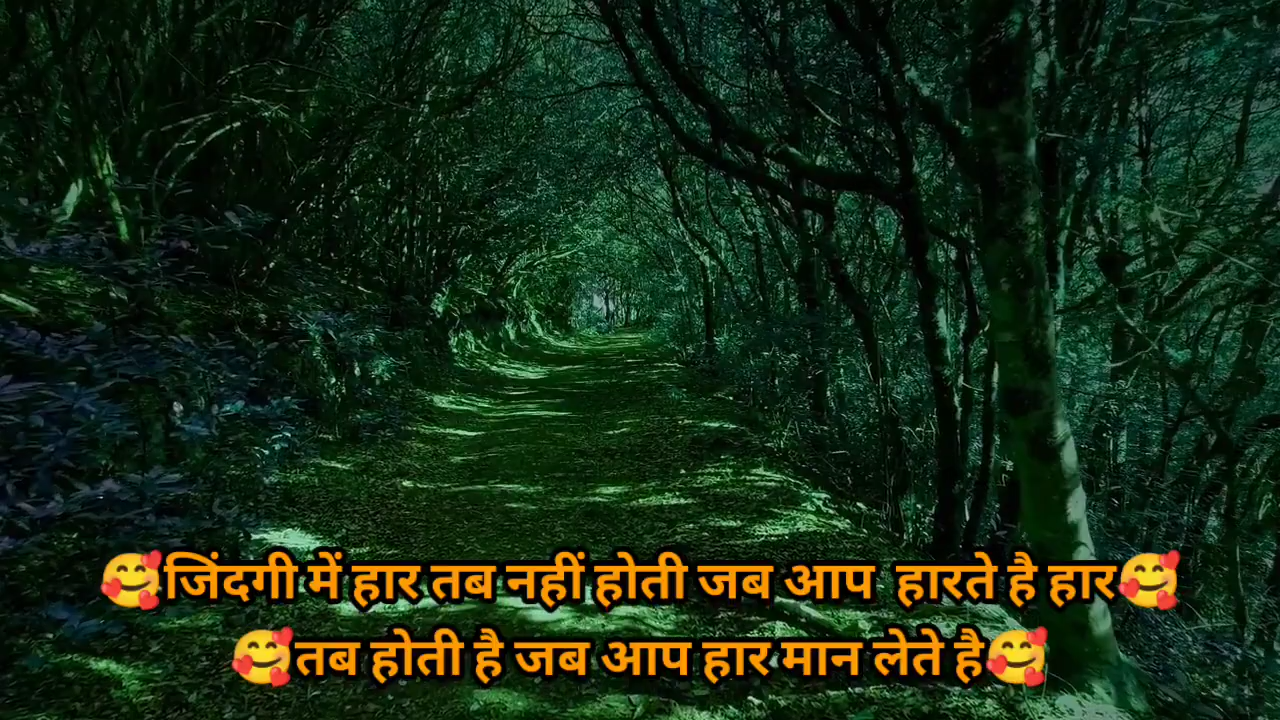 🥰जिंदगी में हार तब नहीं होती जब आप हारते है हार🥰
🥰तब होती है जब आप हार मान लेते है🥰